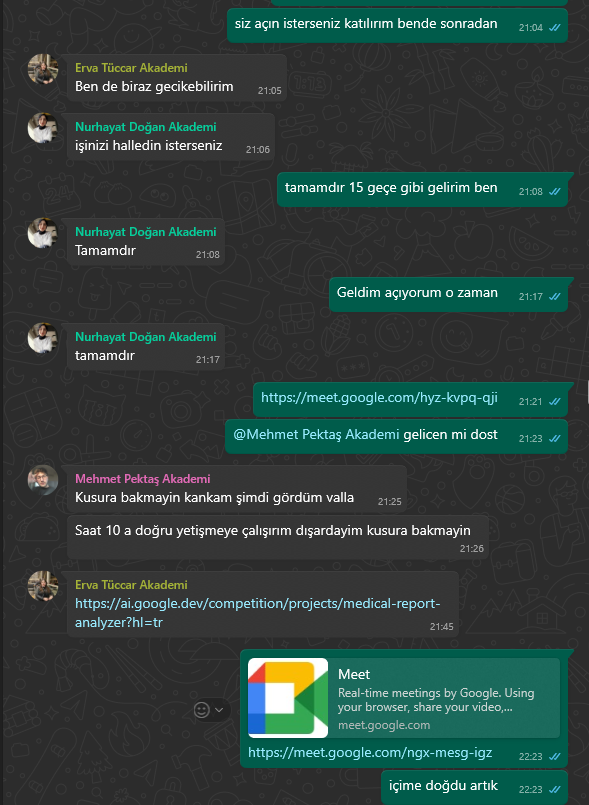 siz açın isterseniz katılırım bende sonradan
21:04
Erva Tüccar Akademi
Ben de biraz gecikebilirim
21:05
Nurhayat Doğan Akademi
işinizi halledin isterseniz
21:06
tamamdır 15 geçe gibi gelirim ben
21:08
Nurhayat Doğan Akademi
Tamamdır
21:08
Geldim açıyorum o zaman
21:17
Nurhayat Doğan Akademi
tamamdır
21:17
https://meet.google.com/hyz-kvpq-qji
21:21
@Mehmet Pektaş Akademi gelicen mi dost
21:23
Mehmet Pektaş Akademi
Kusura bakmayin kankam şimdi gördüm valla
21:25
Saat 10 a doğru yetişmeye çalışırım dışardayim kusura bakmayin
21:26
Erva Tüccar Akademi
https://ai.google.dev/competition/projects/medical-report-
analyzer?hl=tr
21:45
Meet
Real-time meetings by Google. Using
your browser, share your video,...
meet.google.com
https://meet.google.com/ngx-mesg-igz
22:23
içime doğdu artık
22:23